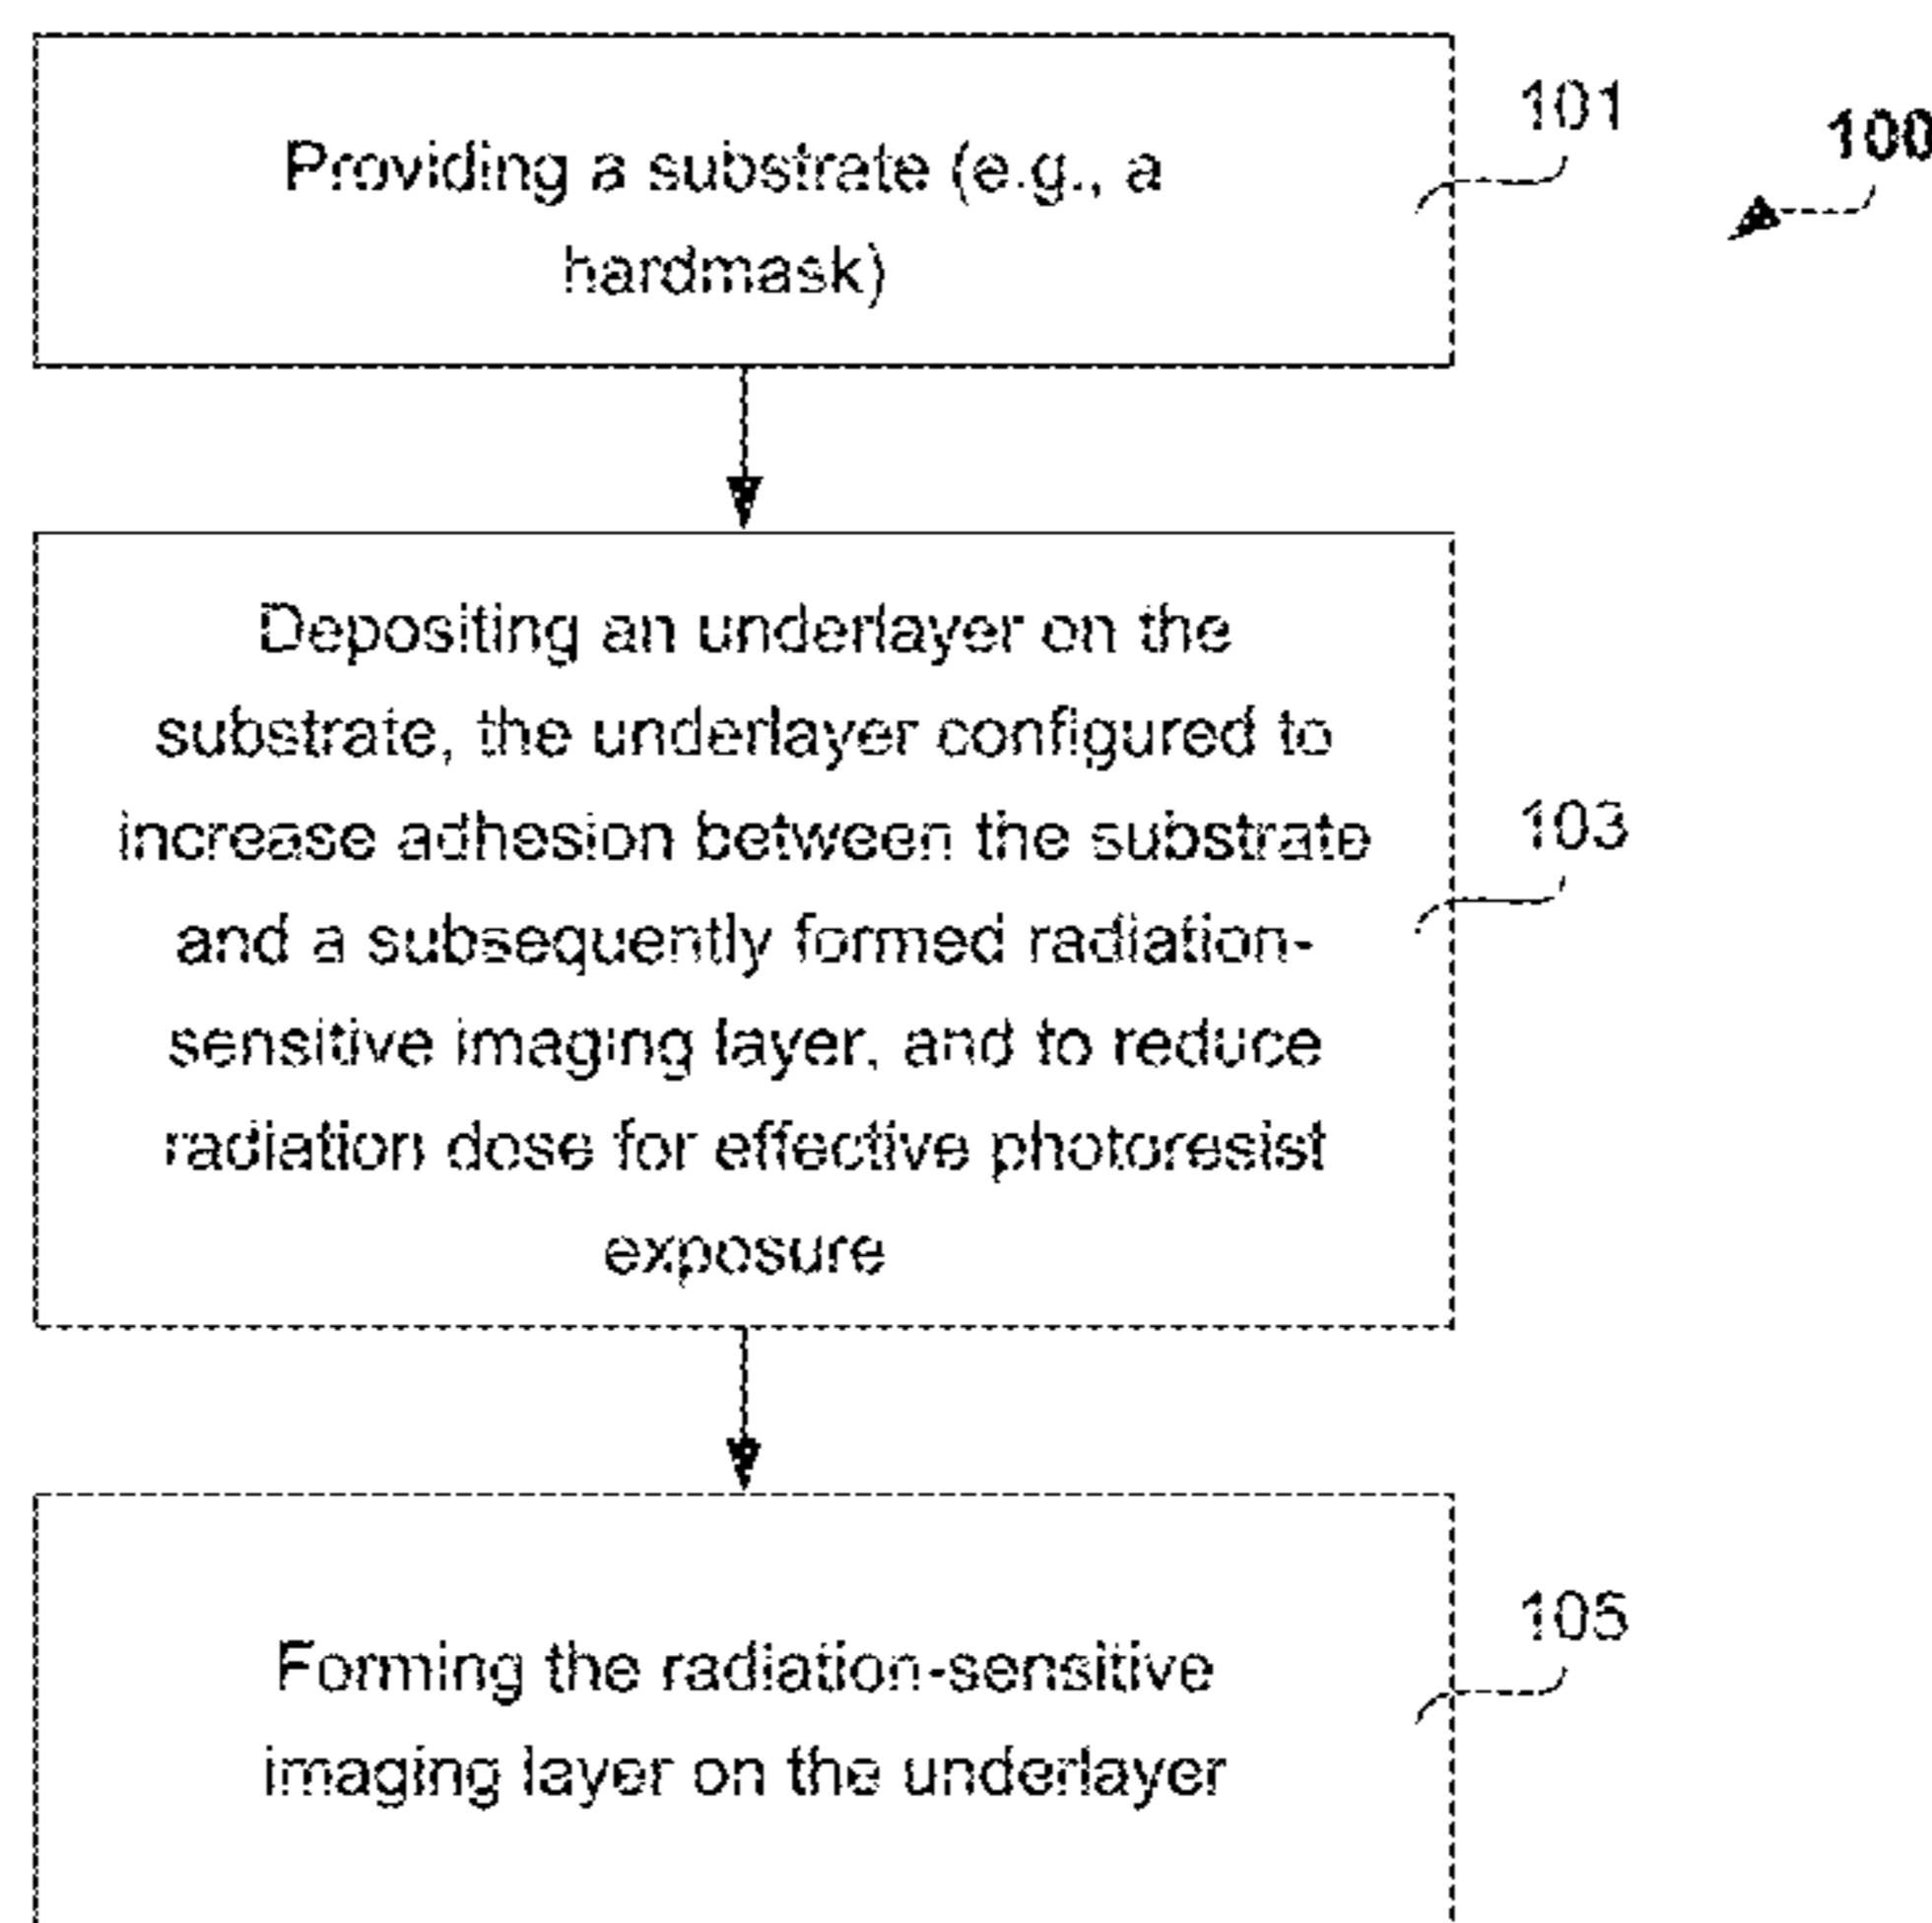 Providing a substrate (e.g., a
hardmask)
101
100
Depositing an underlayer on the
substrate, the underlayer configured to
increase adhesion between the substrate
and a subsequently formed radiation-
sensitive imaging layer, and to reduce
radiation dose for effective photoresist
exposure
103
Forming the radiation-sensitive
imaging layer on the underlayer
105